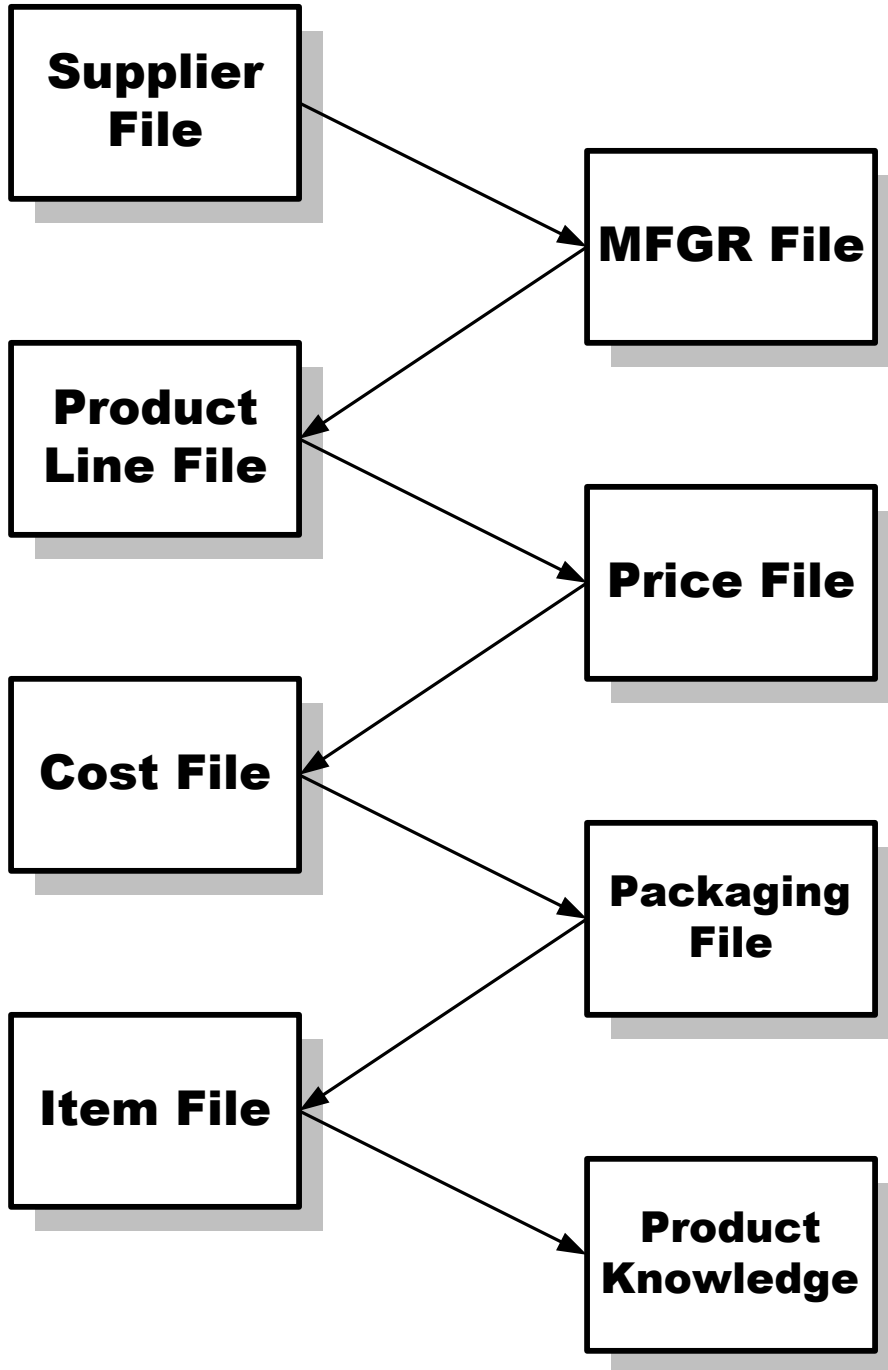 Supplier
File
MFGR File
Product
Line File
Price File
Cost File
Packaging
File
Item File
Product
Knowledge